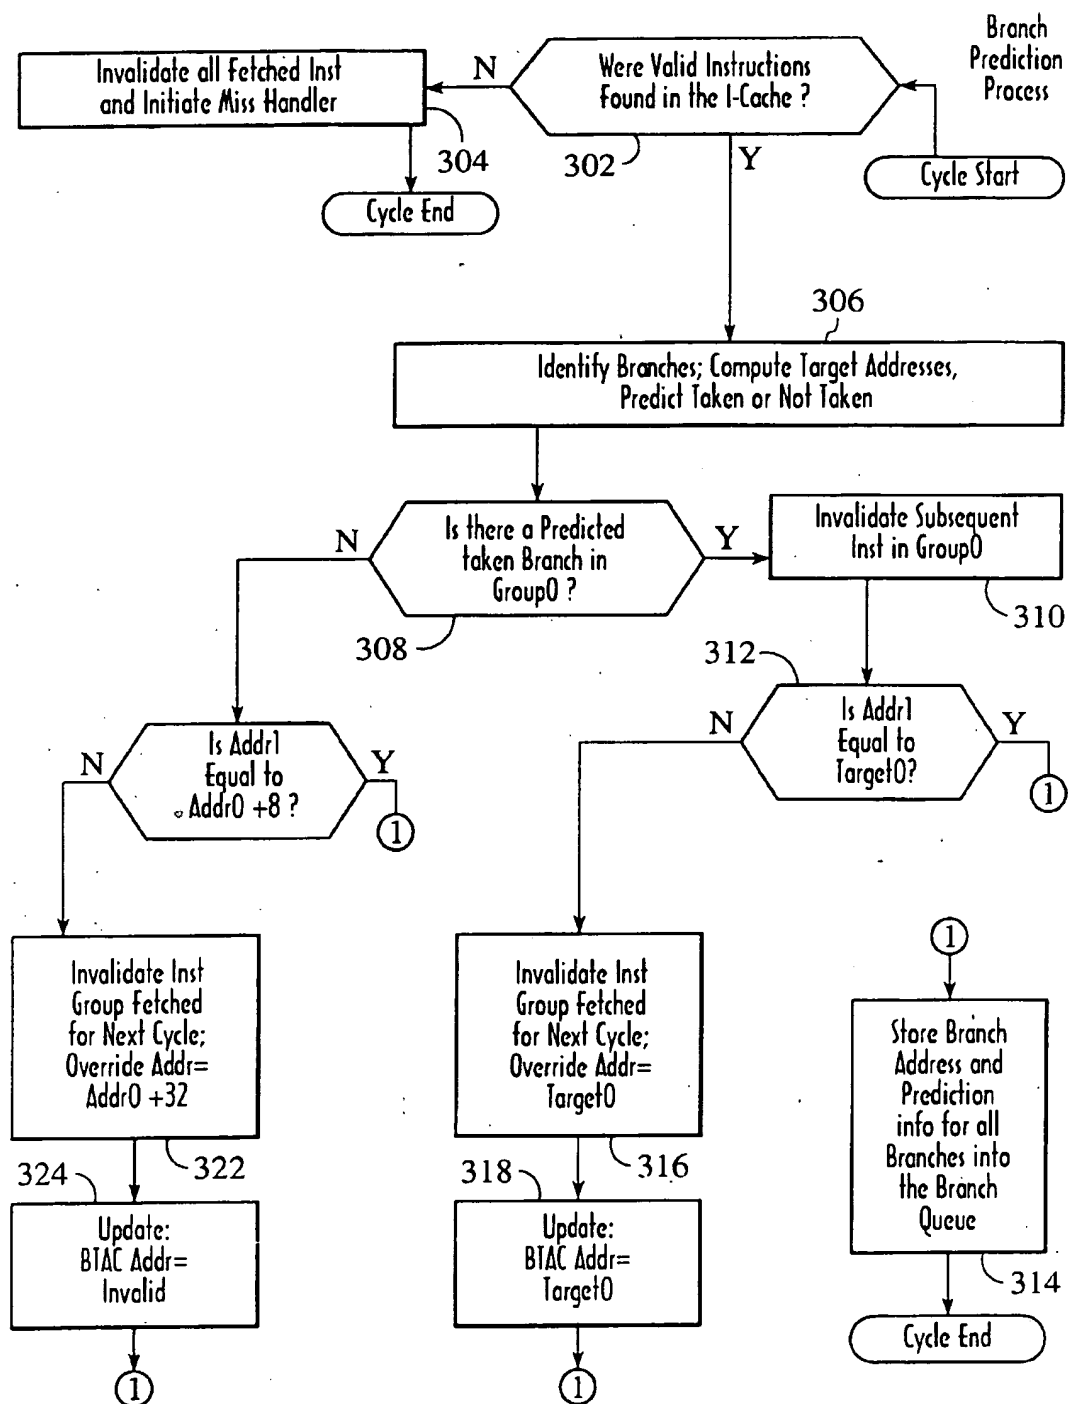 Branch
Prediction
Process
Were Valid Instructions
Found in the I-Cache ?
N
Invalidate all Fetched Inst
and Initiate Miss Handler
304
302
Y
Cycle Start
Cycle End
306
Identify Branches; Compute Target Addresses,
Predict Taken or Not Taken
Is there a Predicted
taken Branch in
Group0 ?
N
Y
308
Invalidate Subsequent
Inst in Group0
310
312
Is Addr1
Equal to
Target0?
N
Y
1
Is Addr1
Equal to
Addr0 +8 ?
N
Y
1
Invalidate Inst
Group Fetched
for Next Cycle;
Override Addr=
Addr0 +32
322
324
Update:
BTAC Addr=
Invalid
1
Invalidate Inst
Group Fetched
for Next Cycle;
Override Addr=
Target0
316
318
Update:
BTAC Addr=
Target0
1
1
Store Branch
Address and
Prediction
info for all
Branches into
the Branch
Queue
314
Cycle End